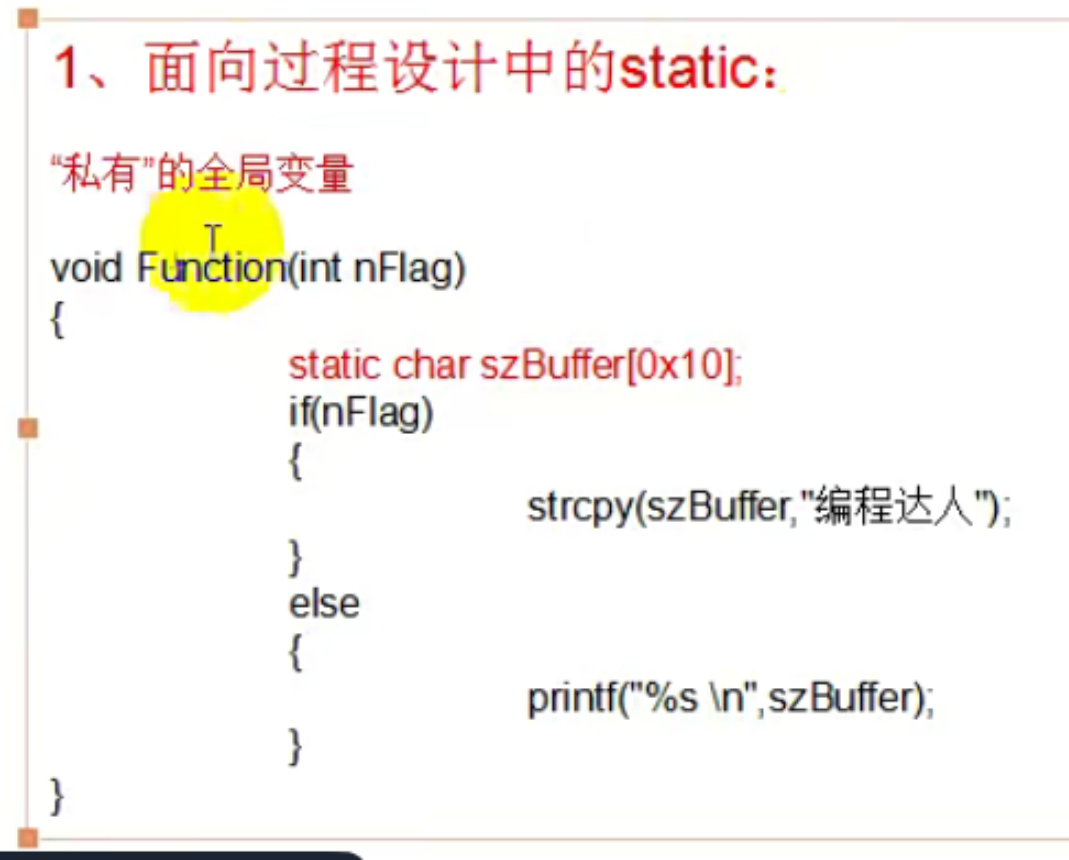 1、面向过程设计中的static：
“私有”的全局变量
void Function(int nFlag)
{
static char szBuffer[0x10];
if(nFlag)
{
strcpy(szBuffer,"编程达人");
}
else
{
printf("%s \n",szBuffer);
}
}